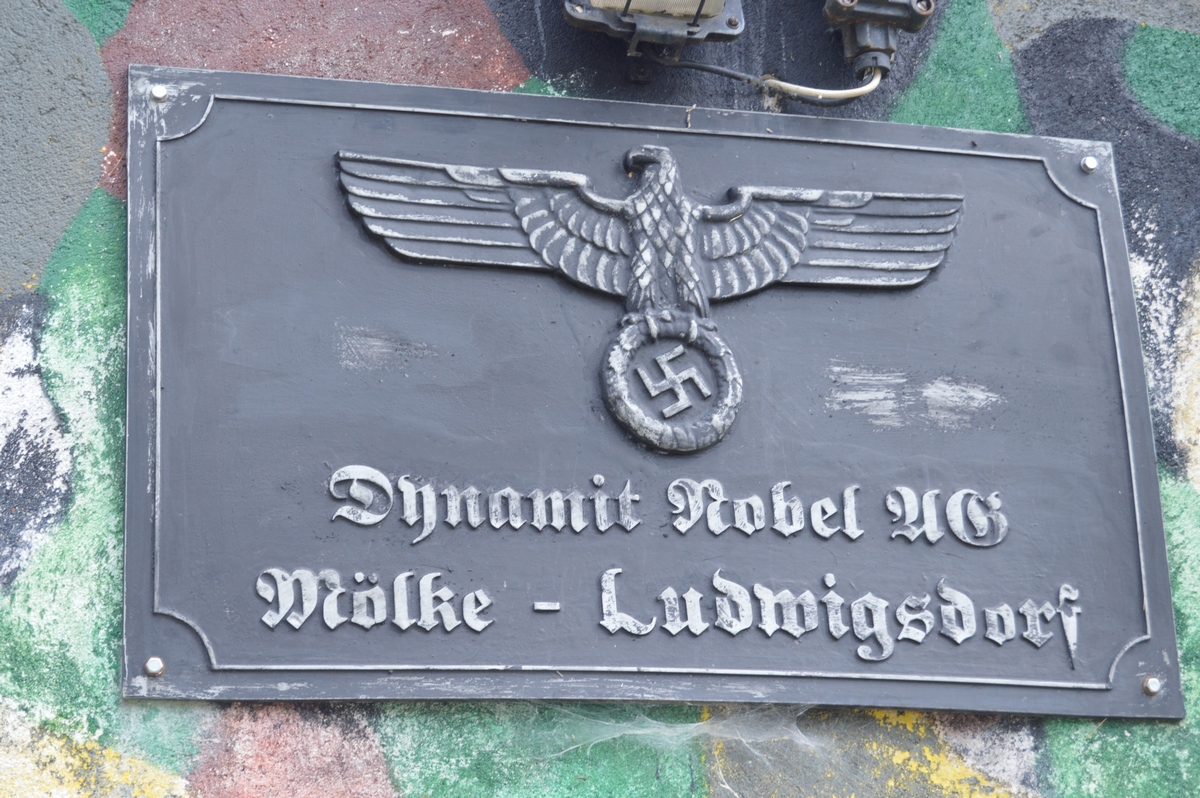 Dynamit Nobel AG
Mölke - Ludwigsdorf